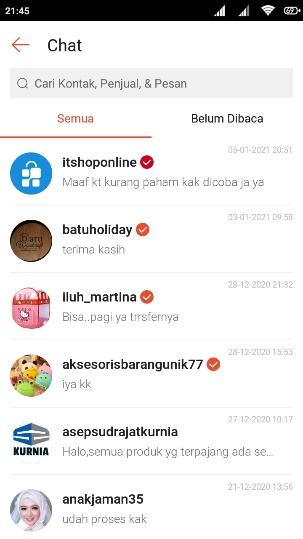 21:45
Chat
Cari Kontak, Penjual, & Pesan
Semua
Belum Dibaca
05-01-2021 20:51
itshoponline
Maaf kt kurang paham kak dicoba ja ya
03-01-2021 09:58
batuholiday
terima kasih
28-12-2020 21:32
iluh_martina
Bisa..pagi ya trrsfernya
28-12-2020 15:53
aksesorisbarangunik77
iya kk
27-12-2020 10:17
asepsudrajatkurnia
Halo,semua produk yg terpajang ada se...
KURNIA
21-12-2020 13:56
anakjaman35
udah proses kak